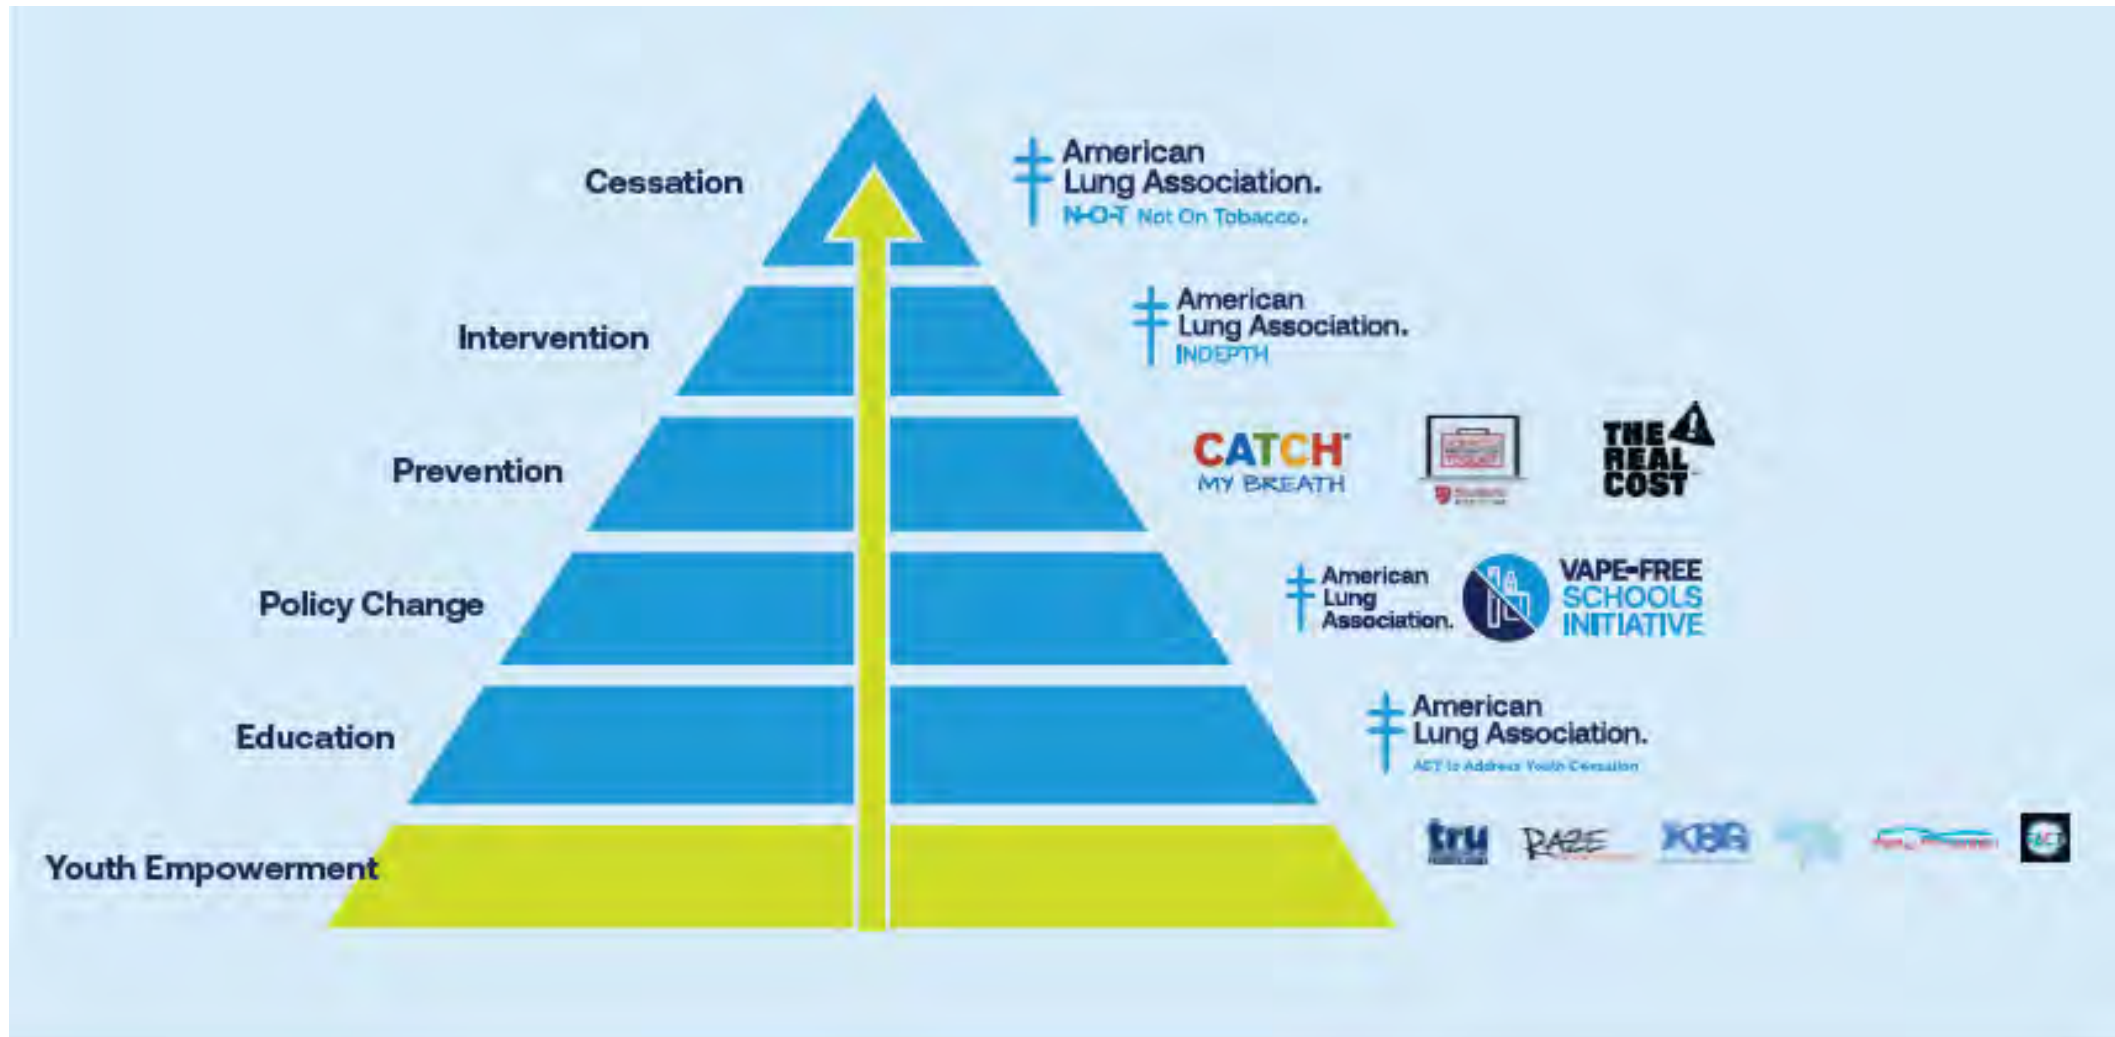 Cessation
American
Lung Association.
N-O-T Not On Tobacco.
Intervention
American
Lung Association.
INDEPTH
Prevention
CATCH
MY BREATH
THE
REAL
COST
Policy Change
American
Lung
Association.
VAPE-FREE
SCHOOLS
INITIATIVE
Education
American
Lung Association.
ACT to Address Youth Cessation
Youth Empowerment
tru
RAZE